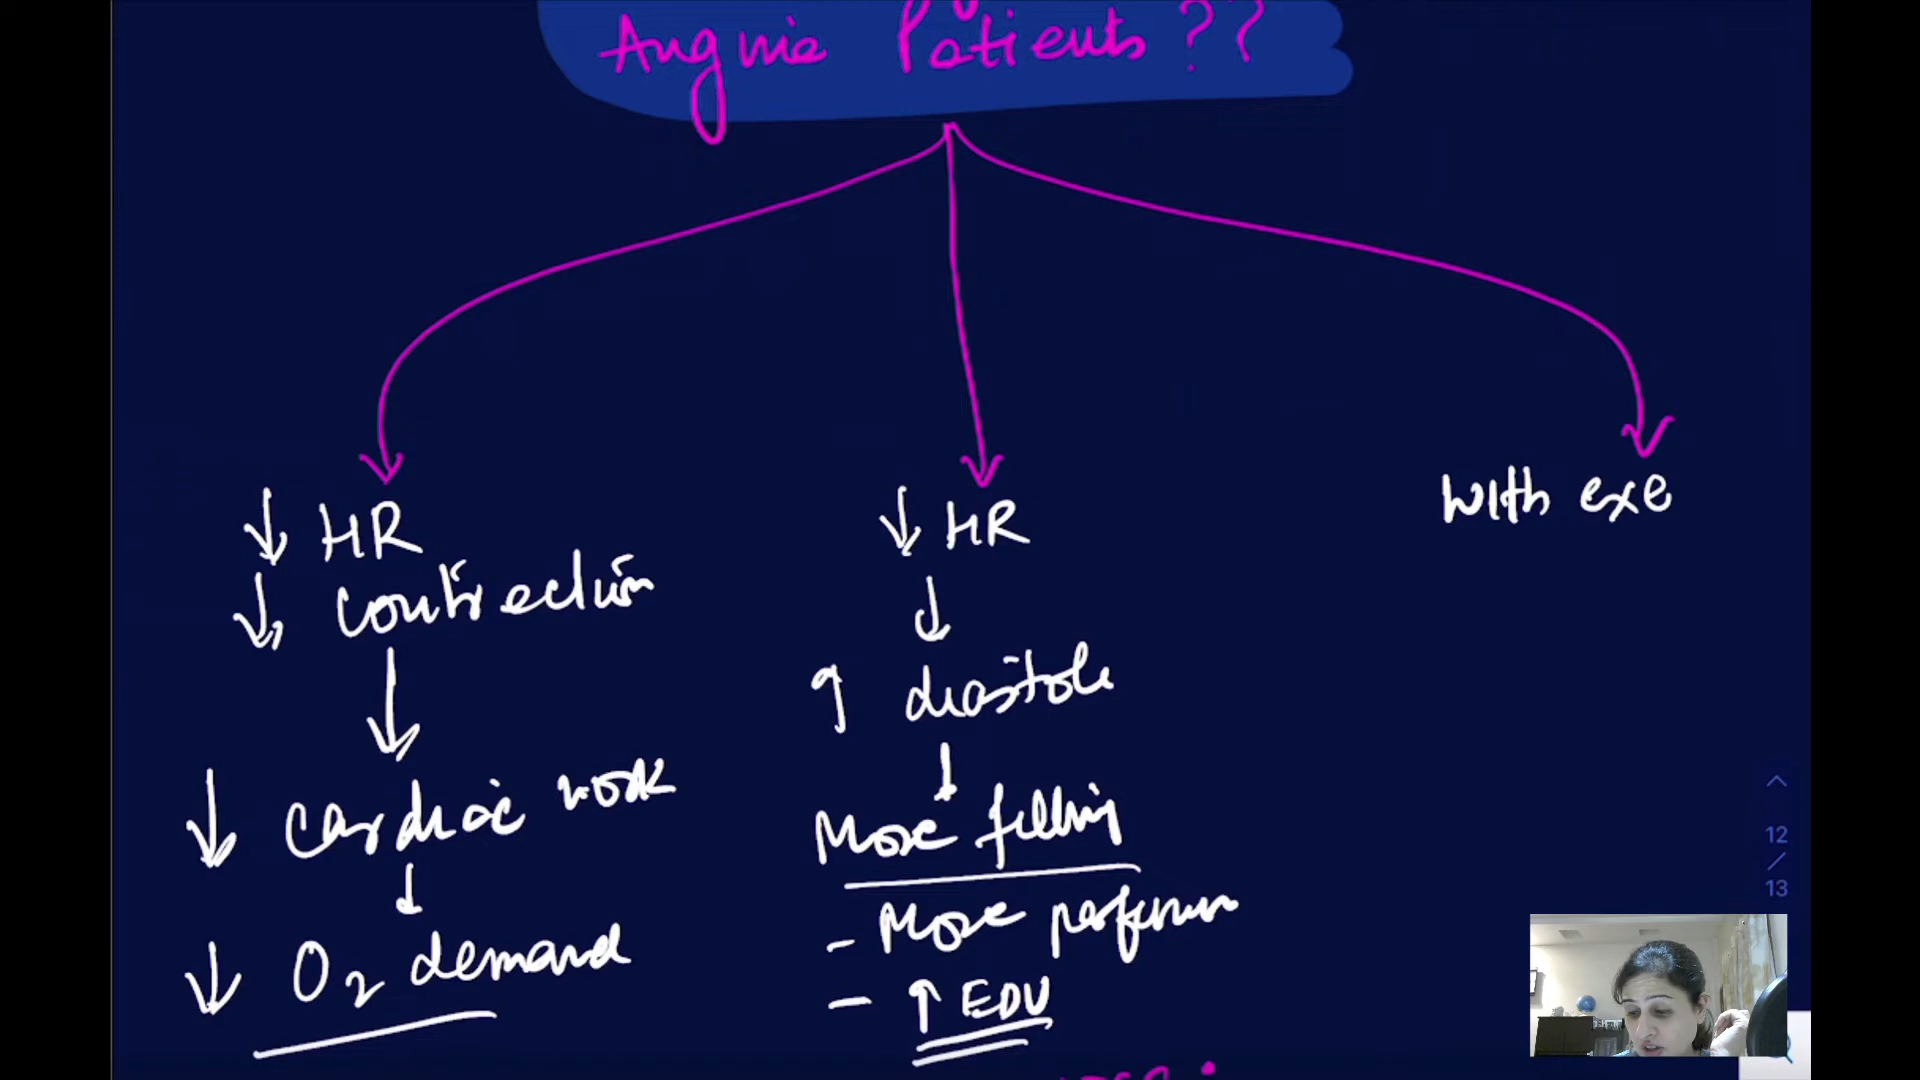 Angina Patients ??
↓ HR
↓ contraction
↓
↓ cardiac work
↓
↓ O2 demand
↓ HR
↓
↑ diastole
↓
More filling
- More perfusion
- ↑ EDV
with exe
12
/
13